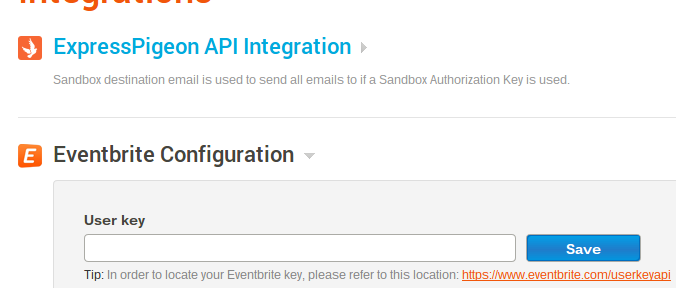 Integrations
ExpressPigeon API Integration
Sandbox destination email is used to send all emails to if a Sandbox Authorization Key is used.
E
Eventbrite Configuration
User key
Save
Tip: In order to locate your Eventbrite key, please refer to this location: https://www.eventbrite.com/userkeyapi